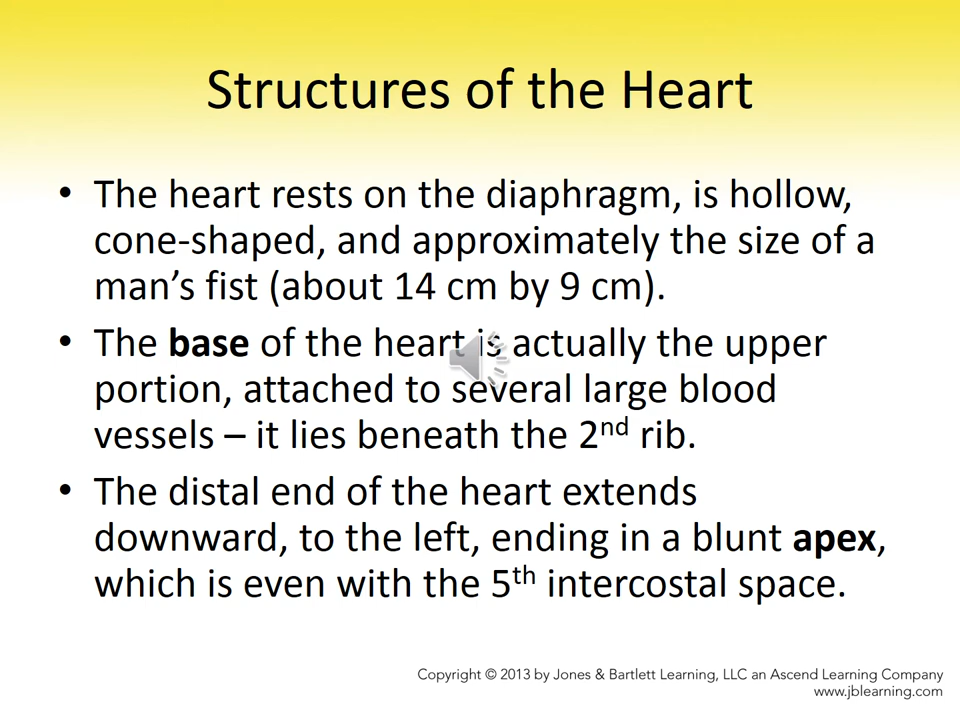 Structures of the Heart
• The heart rests on the diaphragm, is hollow,
cone-shaped, and approximately the size of a
man’s fist (about 14 cm by 9 cm).
• The base of the heart is actually the upper
portion, attached to several large blood
vessels – it lies beneath the 2nd rib.
• The distal end of the heart extends
downward, to the left, ending in a blunt apex,
which is even with the 5th intercostal space.
Copyright © 2013 by Jones & Bartlett Learning, LLC an Ascend Learning Company
www.jblearning.com